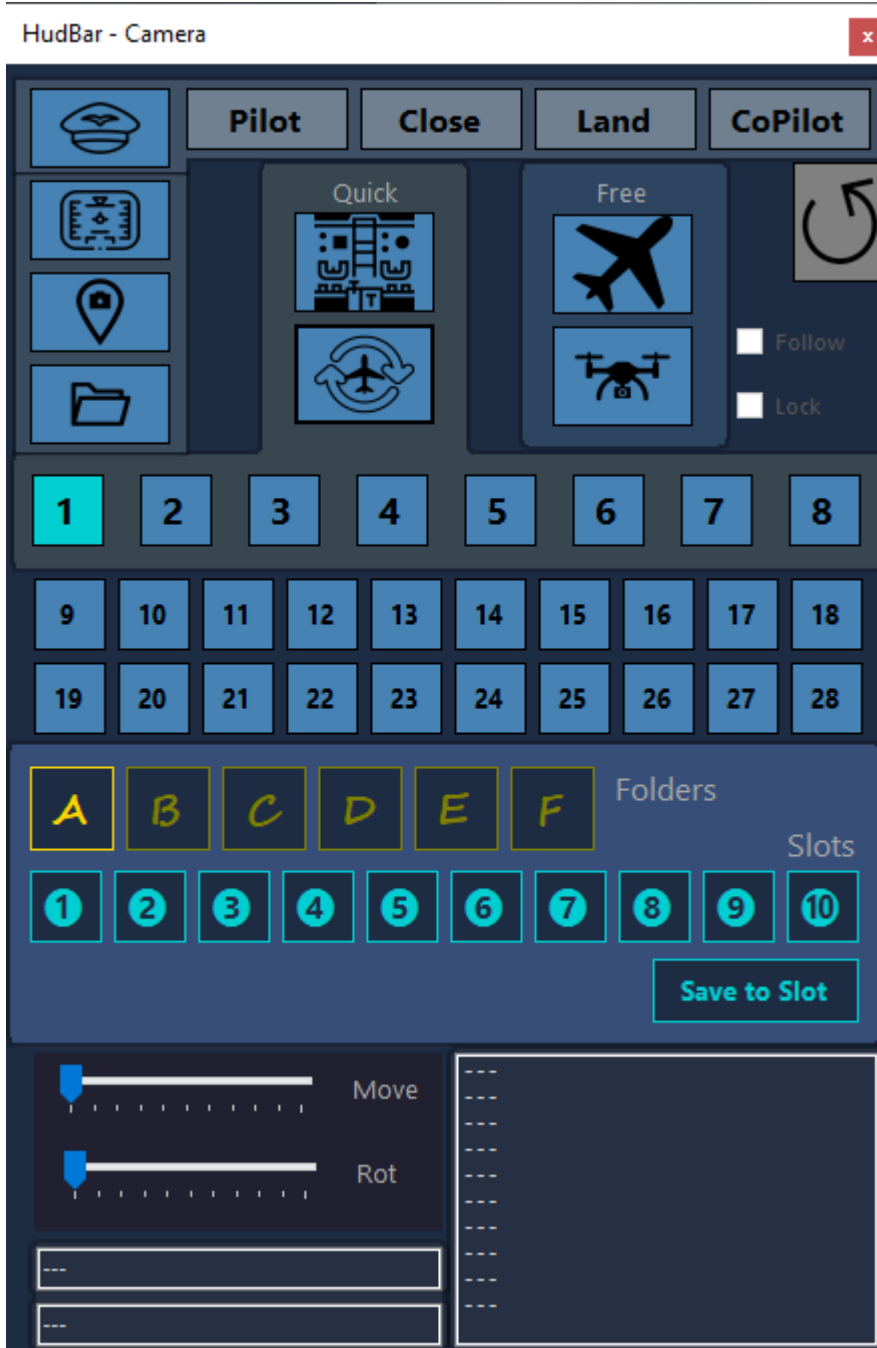 HudBar - Camera
x
Pilot Close Land CoPilot
Quick Free
T
Follow
Lock
1 2 3 4 5 6 7 8
9 10 11 12 13 14 15 16 17 18
19 20 21 22 23 24 25 26 27 28
A B C D E F Folders
Slots
1 2 3 4 5 6 7 8 9 10
Save to Slot
Move
Rot
---
---
---
---
---
---
---
---
---
---
---
---